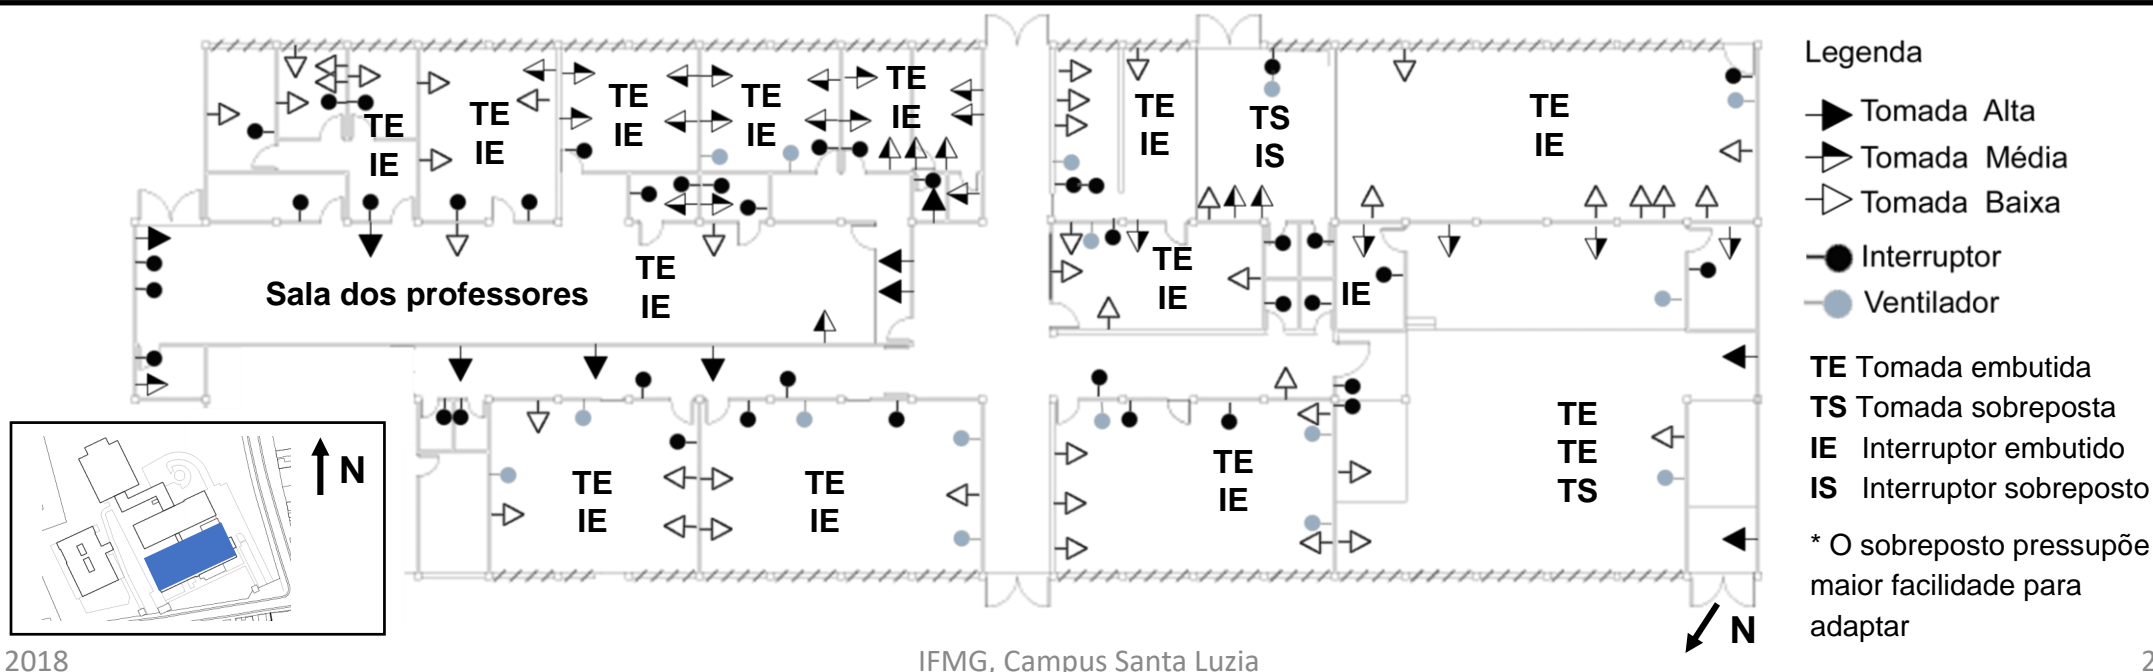 TE
IE
TE
IE
TE
IE
TE
IE
TE
IE
TE
IE
TS
IS
TE
IE
Sala dos professores
TE
IE
TE
IE
IE
TE
IE
TE
IE
TE
IE
TE
TE
TS
N
N
Legenda
Tomada Alta
Tomada Média
Tomada Baixa
Interruptor
Ventilador
TE Tomada embutida
TS Tomada sobreposta
IE Interruptor embutido
IS Interruptor sobreposto
* O sobreposto pressupõe
maior facilidade para
adaptar
2018
IFMG, Campus Santa Luzia